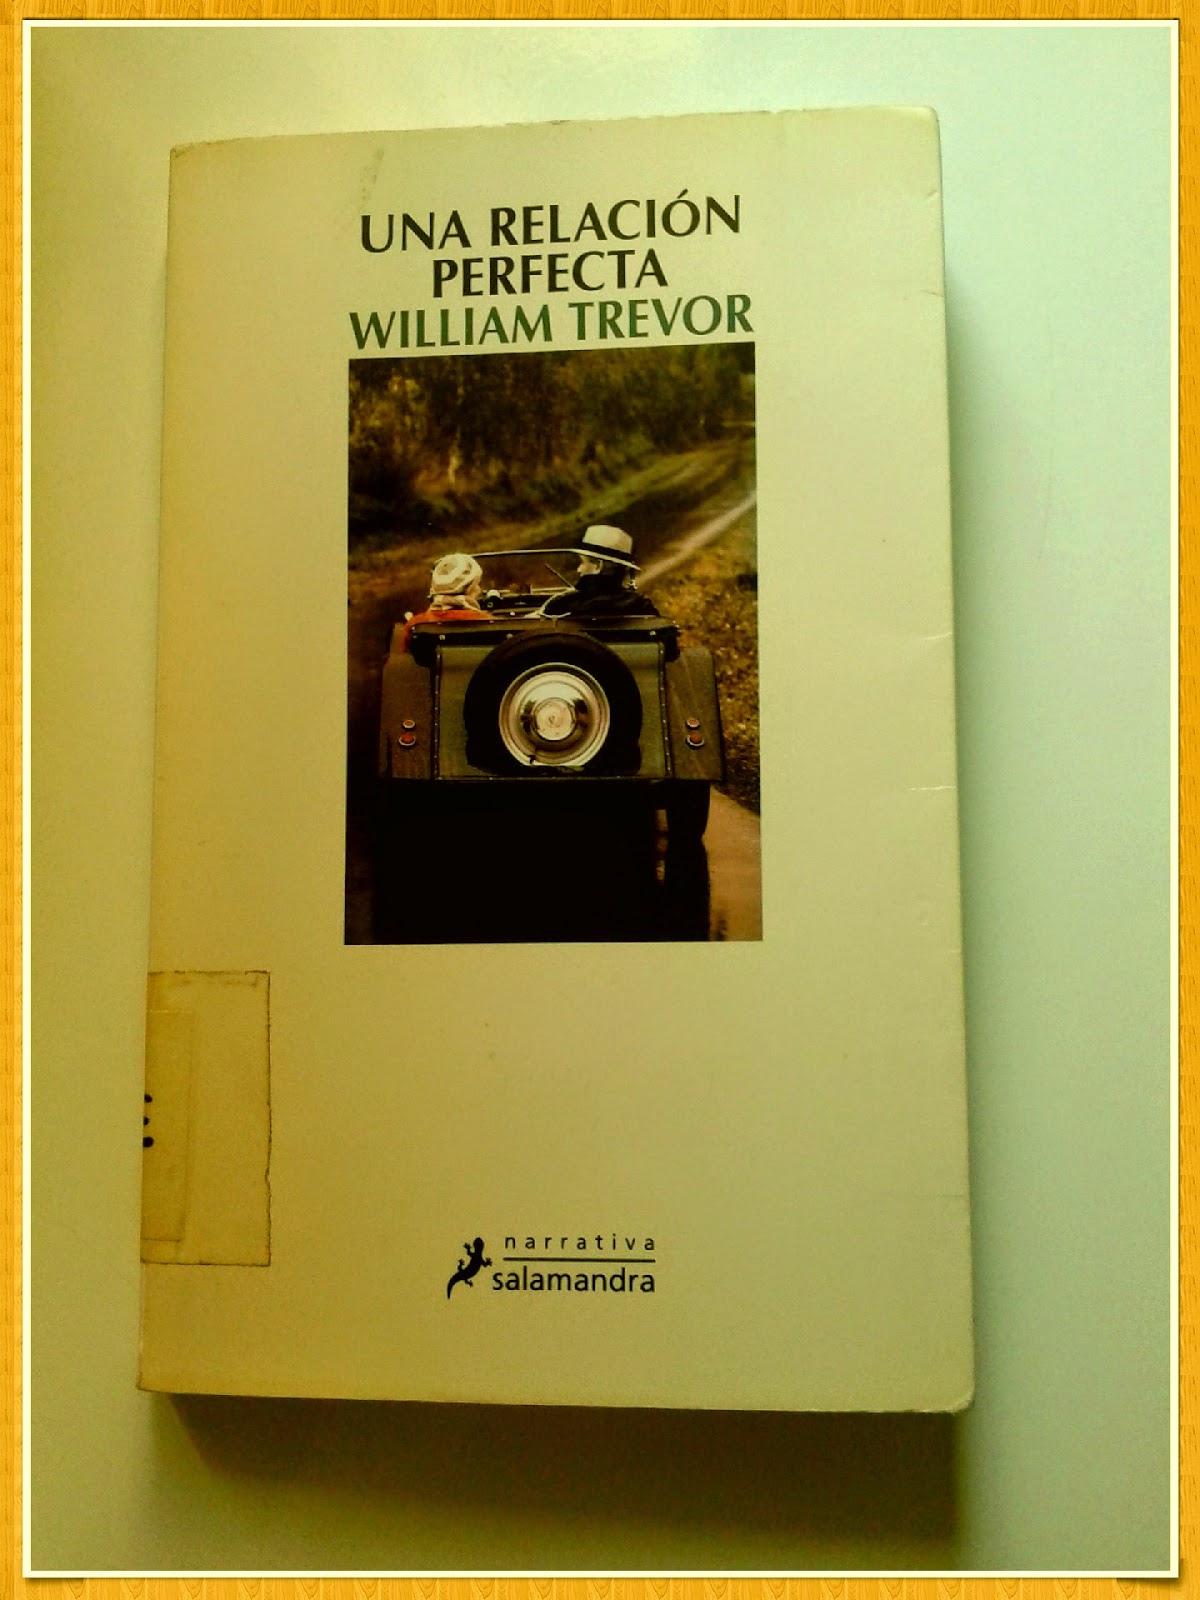 UNA RELACIÓN
PERFECTA
WILLIAM TREVOR
narrativa
salamandra